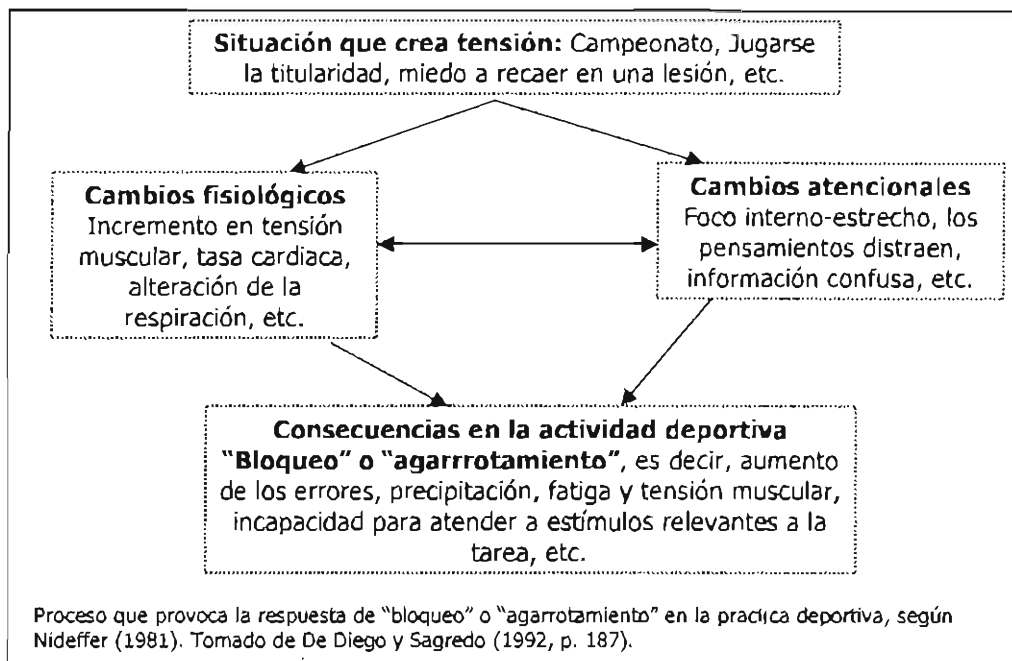 Situación que crea tensión: Campeonato, Jugarse
la titularidad, miedo a recaer en una lesión, etc.
Cambios fisiológicos
Incremento en tensión
muscular, tasa cardiaca,
alteración de la
respiración, etc.
Cambios atencionales
Foco interno-estrecho, los
pensamientos distraen,
información confusa, etc.
Consecuencias en la actividad deportiva
"Bloqueo" o "agarrrotamiento", es decir, aumento
de los errores, precipitación, fatiga y tensión muscular,
incapacidad para atender a estímulos relevantes a la
tarea, etc.
Proceso que provoca la respuesta de "bloqueo" o "agarrotamiento" en la practica deportiva, según
Nideffer (1981). Tomado de De Diego y Sagredo (1992, p. 187).